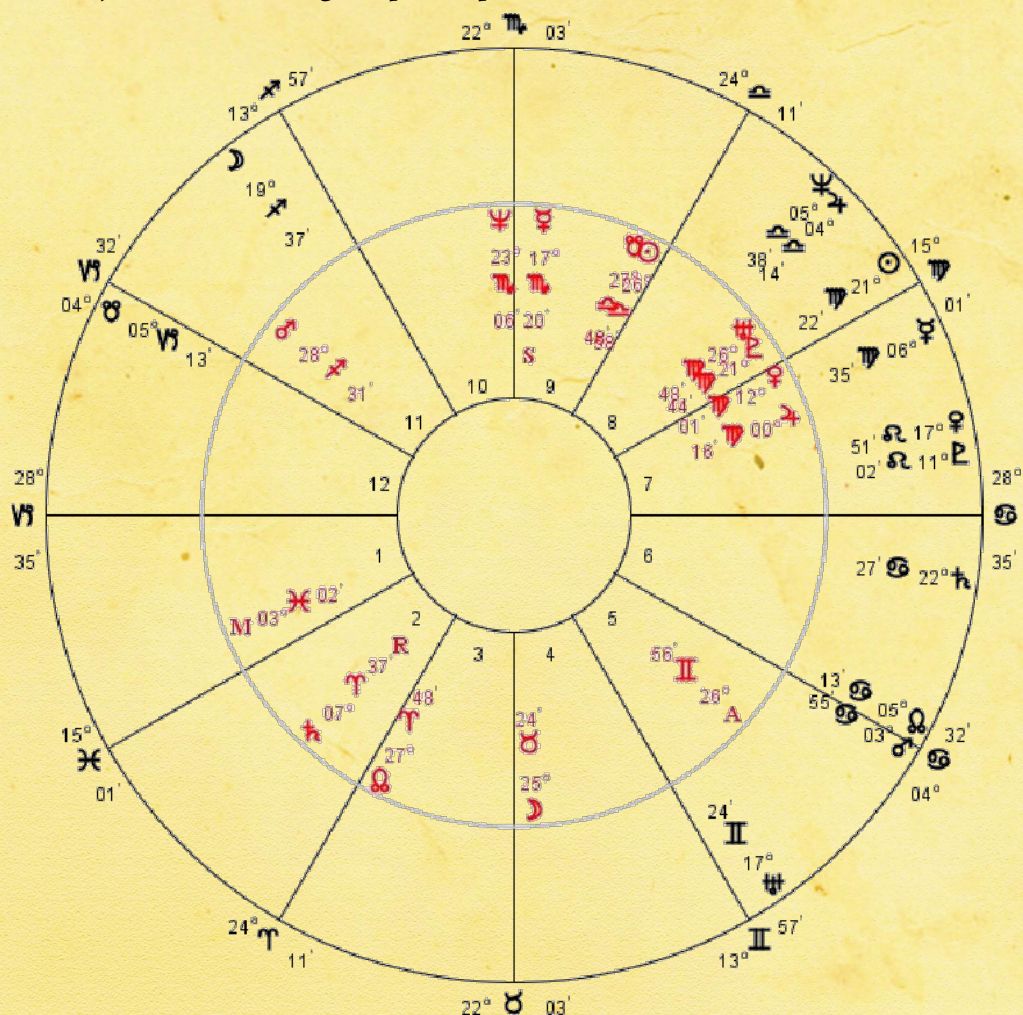 22° ♏ 03'
24° ♎ 11'
13° ♐ 57'
☽ 19° ♐ 37'
04° ♑ 32'
☋ 05° ♑ 13'
28° ♑ 35'
15° ♓ 01'
24° ♈ 11'
22° ♉ 03'
13° ♊ 57'
♅ 17° ♊ 24'
04° ♋ 32'
♂ 03° ♋ 55'
☊ 05° ♋ 13'
♄ 22° ♋ 27'
28° ♋ 35'
♇ 11° ♌ 02'
♀ 17° ♌ 51'
☿ 06° ♍ 35'
15° ♍ 01'
☉ 21° ♍ 22'
♃ 04° ♎ 14'
♆ 05° ♎ 38'
♆ 23° ♏ 06'
☿ 17° ♏ 20' S
☋ 27° ♎ 48'
☉ 26° ♎
♅ 26° ♍ 48'
♇ 21° ♍ 44'
♀ 12° ♍ 01'
♃ 00° ♍ 16'
♂ 28° ♐ 31'
M 03° ♓ 02'
♄ 07° ♈ 37' R
☊ 27° ♈ 48'
☽ 25° ♉ 24'
A 26° ♊ 56'
10
9
11
8
12
7
1
6
2
5
3
4